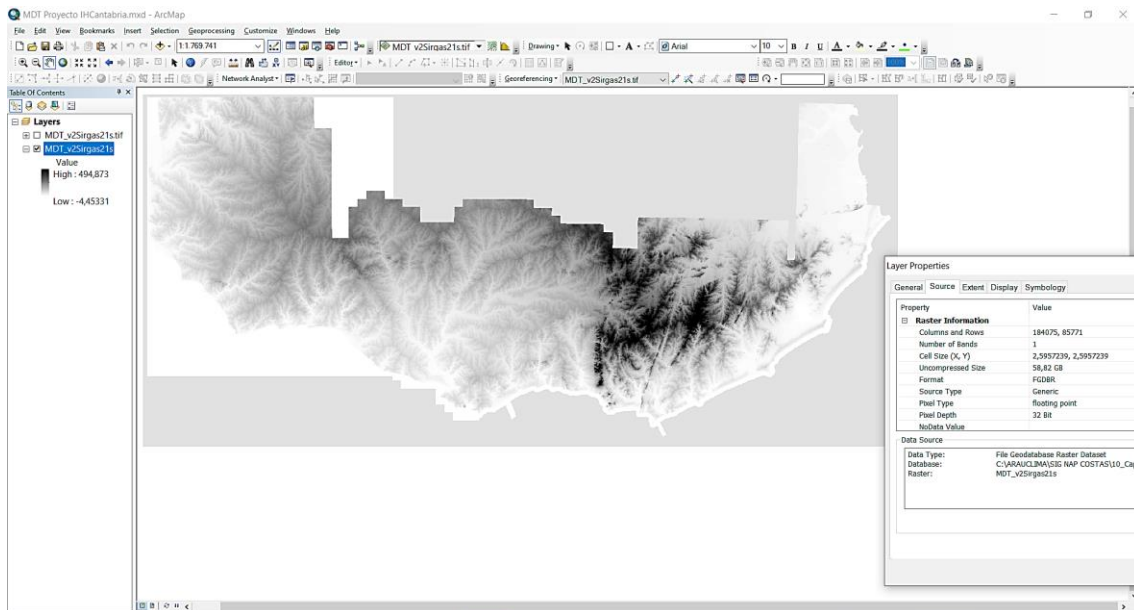 MDT Proyecto IHCantabria.mxd - ArcMap
File Edit View Bookmarks Insert Selection Geoprocessing Customize Windows Help
1:1.769.741 MDT_v2Sirgas21s.tif Drawing Arial 10 B I U A
Editor
Network Analyst Georeferencing MDT_v2Sirgas21s.tif
Table Of Contents
Layers
MDT_v2Sirgas21s.tif
MDT_v2Sirgas21s
Value
High : 494,873
Low : -4,45331
Layer Properties
General Source Extent Display Symbology
Property Value
Raster Information
Columns and Rows 184075, 85771
Number of Bands 1
Cell Size (X, Y) 2,5957239, 2,5957239
Uncompressed Size 58,82 GB
Format FGDBR
Source Type Generic
Pixel Type floating point
Pixel Depth 32 Bit
NoData Value
Data Source
Data Type: File Geodatabase Raster Dataset
Database: C:\ARAUCLIMA\SIG NAP COSTAS\10_Cap
Raster: MDT_v2Sirgas21s